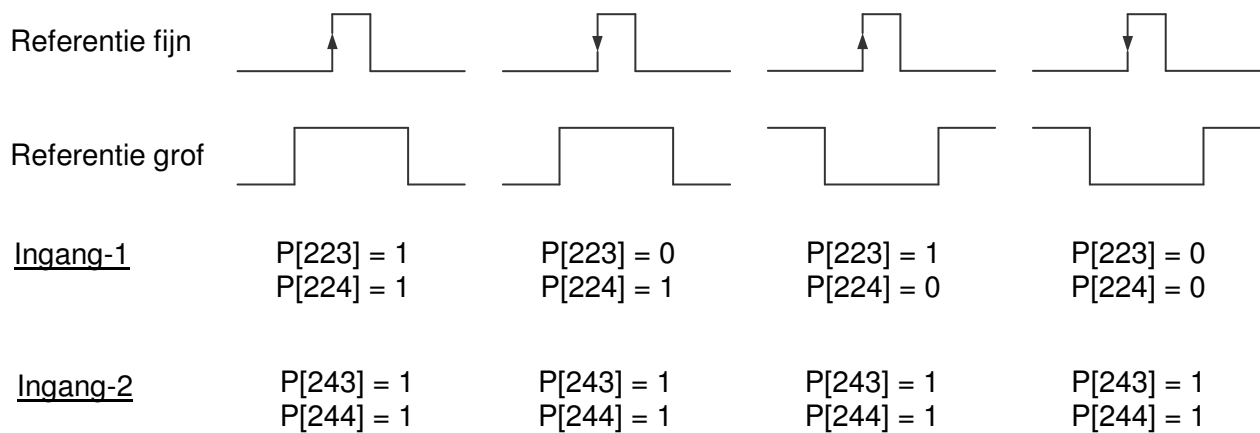 Referentie fijn
Referentie grof
Ingang-1 P[223] = 1 P[223] = 0 P[223] = 1 P[223] = 0
P[224] = 1 P[224] = 1 P[224] = 0 P[224] = 0
Ingang-2 P[243] = 1 P[243] = 1 P[243] = 1 P[243] = 1
P[244] = 1 P[244] = 1 P[244] = 1 P[244] = 1